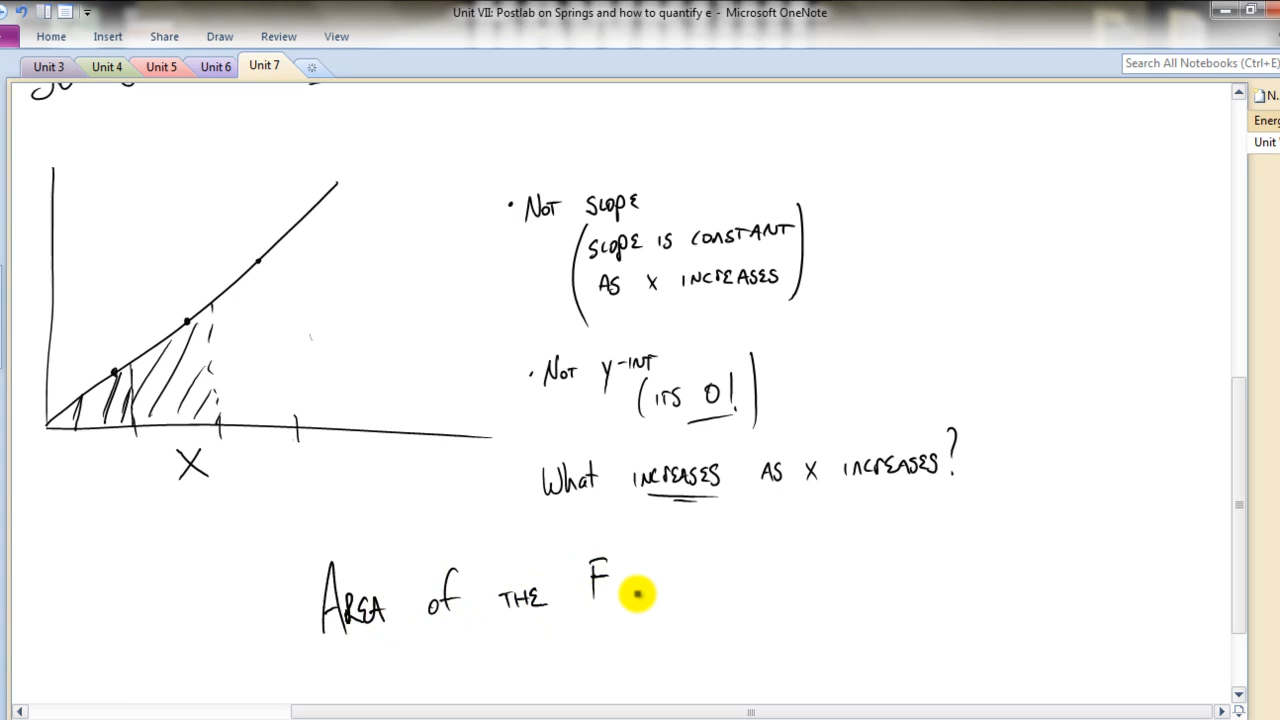 Unit VII: Postlab on Springs and how to quantify e - Microsoft OneNote
Home Insert Share Draw Review View
Unit 3 Unit 4 Unit 5 Unit 6 Unit 7
Search All Notebooks (Ctrl+E)
N..
Energ
Unit
• NOT SLOPE
(SLOPE IS CONSTANT
AS X INCREASES)
• NOT Y-INT
(ITS 0!)
X
What INCREASES AS X INCREASES?
AREA of THE F